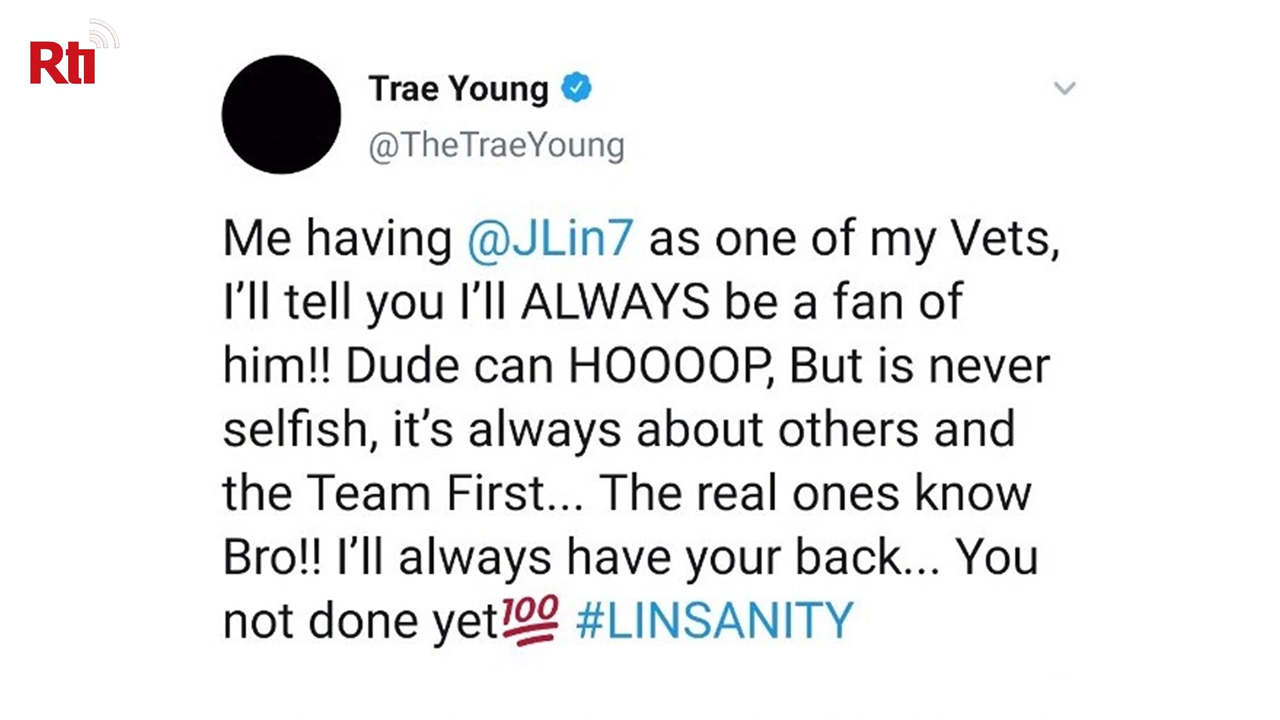 Rti
Trae Young
@TheTraeYoung
Me having @JLin7 as one of my Vets,
I’ll tell you I’ll ALWAYS be a fan of
him!! Dude can HOOOOP, But is never
selfish, it’s always about others and
the Team First... The real ones know
Bro!! I’ll always have your back... You
not done yet💯 #LINSANITY